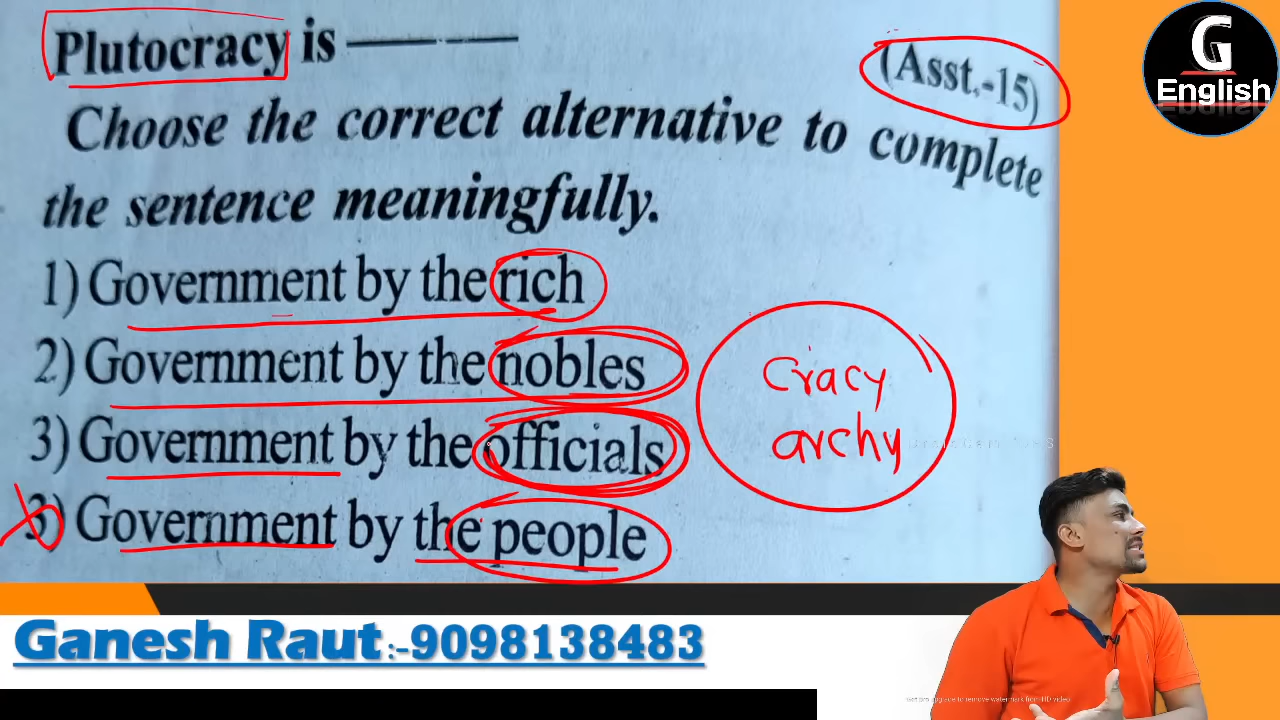 Plutocracy is ————
(Asst.-15)
Choose the correct alternative to complete
the sentence meaningfully.
1) Government by the rich
2) Government by the nobles
3) Government by the officials
3) Government by the people
cracy
archy
G
English
Ganesh Raut:-9098138483